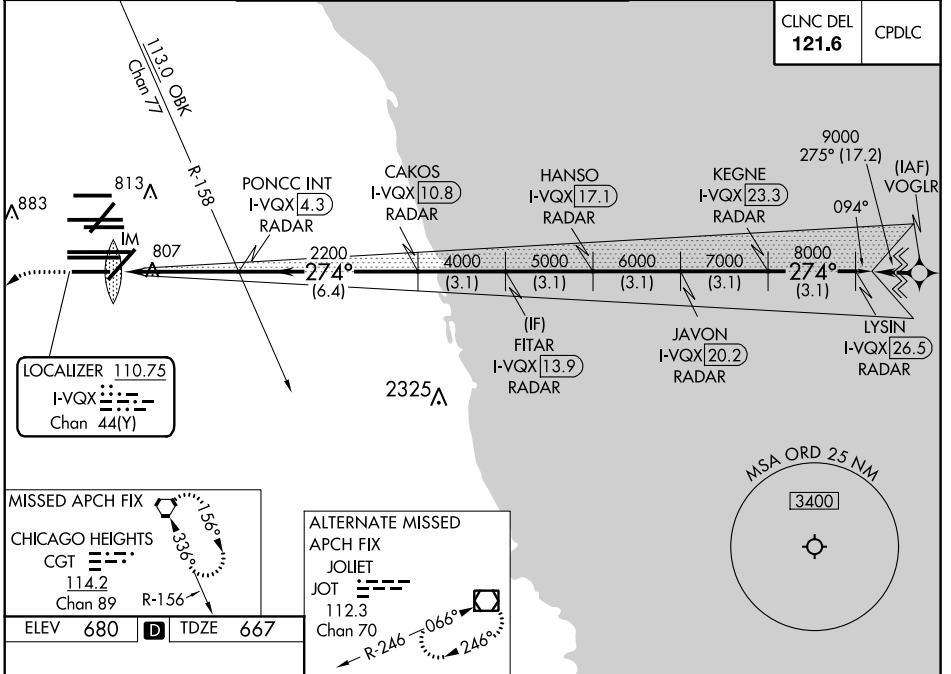 CLNC DEL
121.6
CPDLC
113.0 OBK
Chan 77
R-158
9000
275° (17.2)
(IAF)
VOGLR
094°
883
813
IM
807
PONCC INT
I-VQX 4.3
RADAR
CAKOS
I-VQX 10.8
RADAR
HANSO
I-VQX 17.1
RADAR
KEGNE
I-VQX 23.3
RADAR
2200
274°
(6.4)
4000
(3.1)
5000
(3.1)
6000
(3.1)
7000
(3.1)
8000
274°
(3.1)
(IF)
FITAR
I-VQX 13.9
RADAR
JAVON
I-VQX 20.2
RADAR
LYSIN
I-VQX 26.5
RADAR
LOCALIZER 110.75
I-VQX
Chan 44(Y)
2325
MSA ORD 25 NM
3400
MISSED APCH FIX
CHICAGO HEIGHTS
CGT
114.2
Chan 89
R-156
156°
336°
ALTERNATE MISSED
APCH FIX
JOLIET
JOT
112.3
Chan 70
R-246
066°
246°
ELEV 680 D TDZE 667